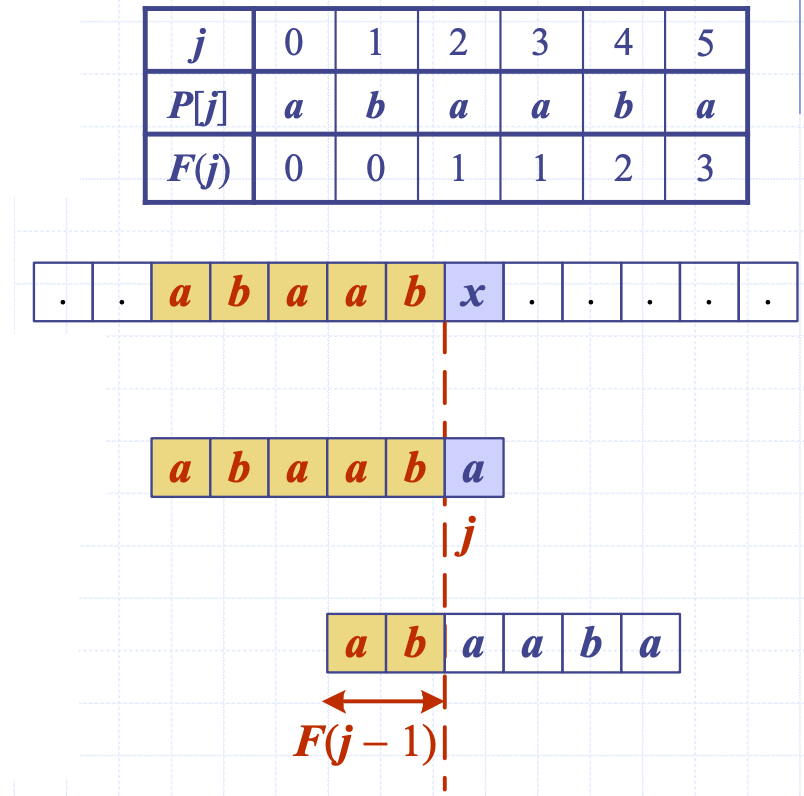 j 0 1 2 3 4 5
P[j] a b a a b a
F(j) 0 0 1 1 2 3
. . a b a a b x . . . . .
a b a a b a
j
a b a a b a
F(j – 1)